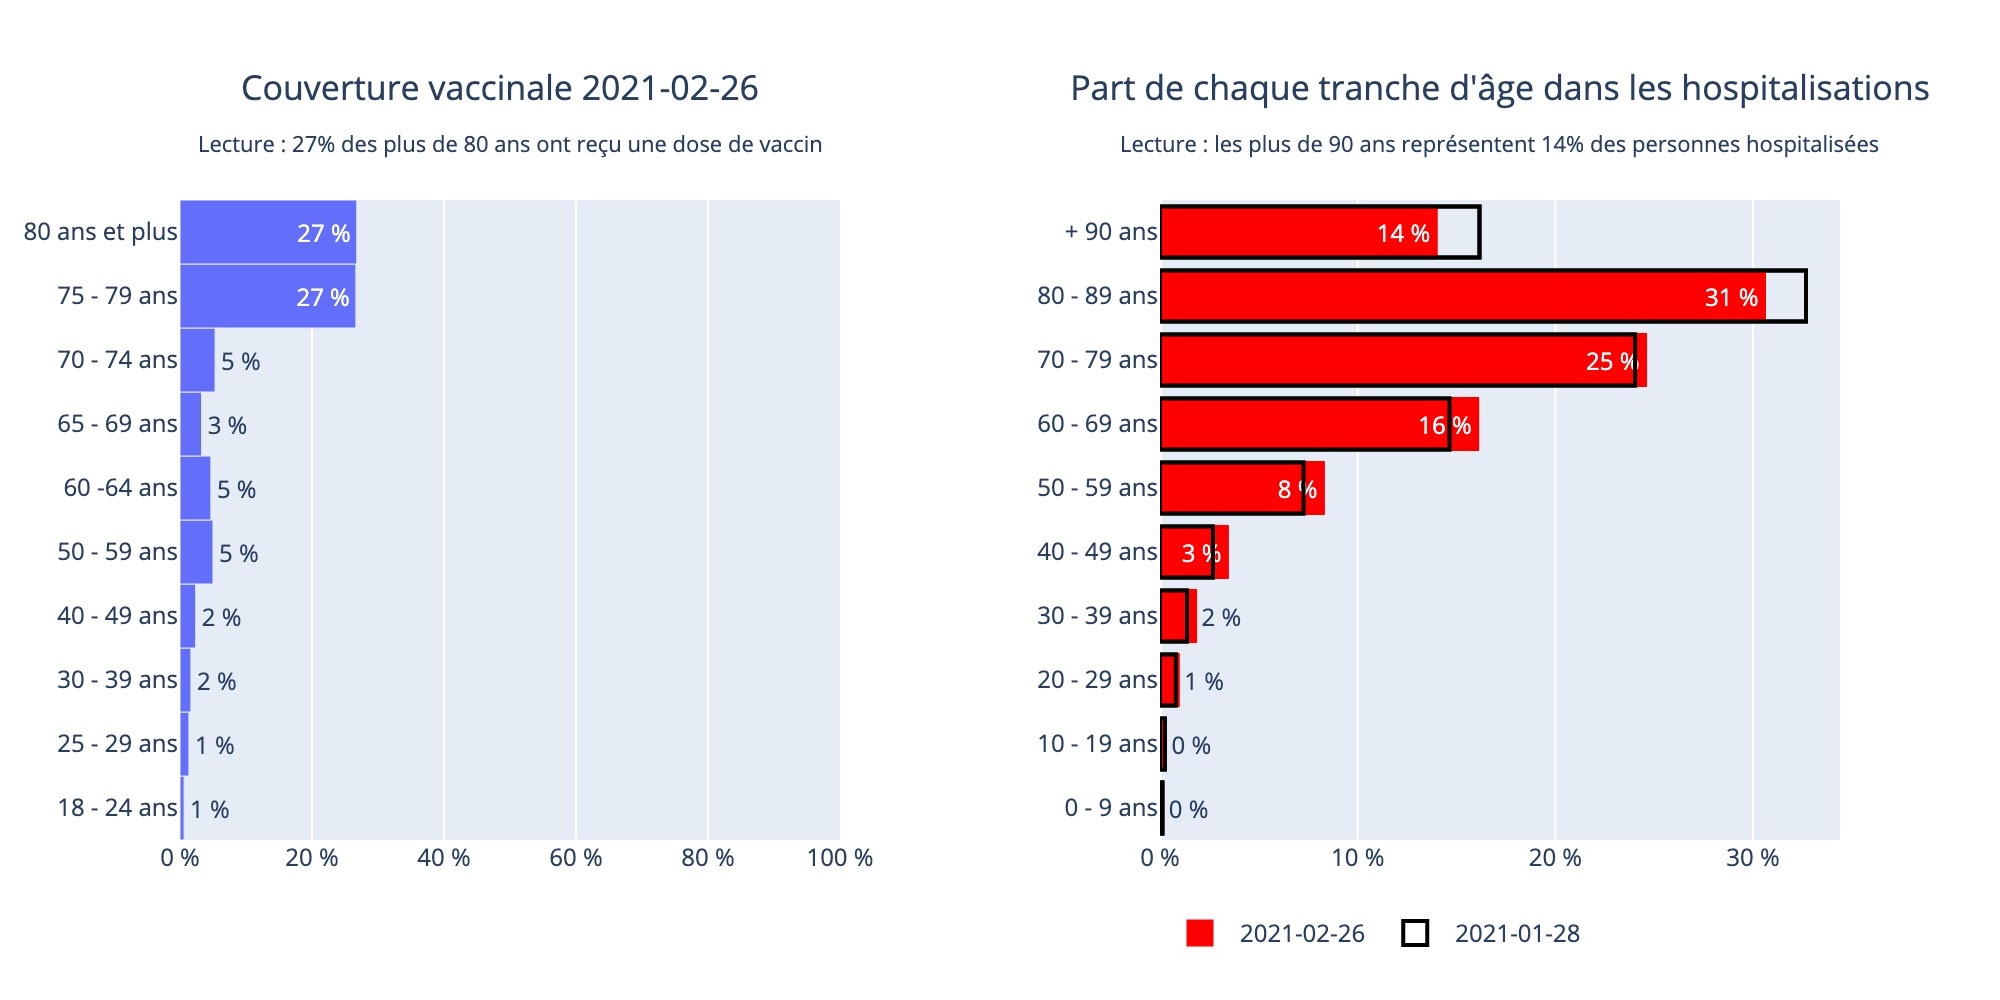 Couverture vaccinale 2021-02-26
Lecture : 27% des plus de 80 ans ont reçu une dose de vaccin
80 ans et plus 27 %
75 - 79 ans 27 %
70 - 74 ans 5 %
65 - 69 ans 3 %
60 -64 ans 5 %
50 - 59 ans 5 %
40 - 49 ans 2 %
30 - 39 ans 2 %
25 - 29 ans 1 %
18 - 24 ans 1 %
0 % 20 % 40 % 60 % 80 % 100 %
Part de chaque tranche d'âge dans les hospitalisations
Lecture : les plus de 90 ans représentent 14% des personnes hospitalisées
+ 90 ans 14 %
80 - 89 ans 31 %
70 - 79 ans 25 %
60 - 69 ans 16 %
50 - 59 ans 8 %
40 - 49 ans 3 %
30 - 39 ans 2 %
20 - 29 ans 1 %
10 - 19 ans 0 %
0 - 9 ans 0 %
0 % 10 % 20 % 30 %
2021-02-26 2021-01-28